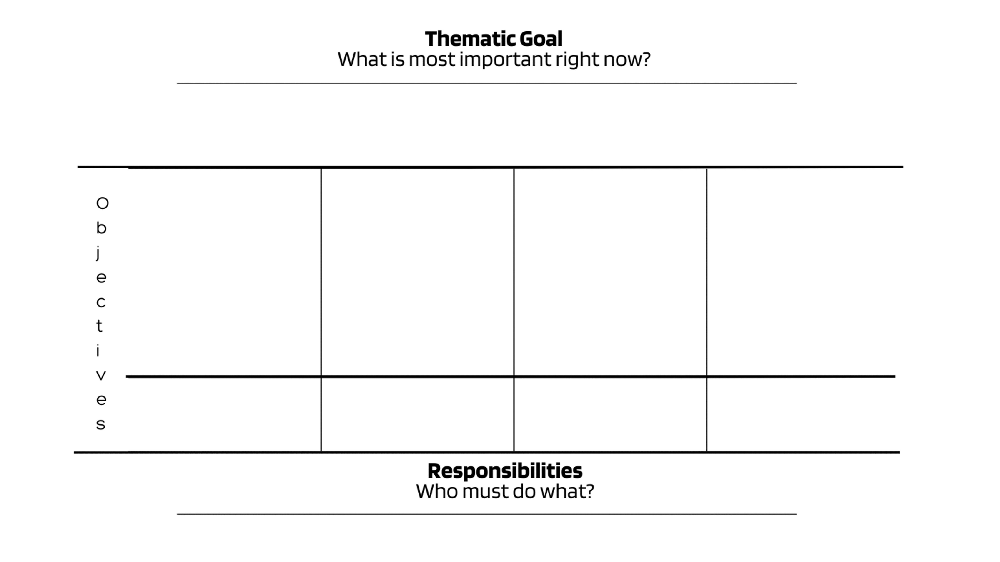 Thematic Goal
What is most important right now?
O
b
j
e
c
t
i
v
e
s
Responsibilities
Who must do what?